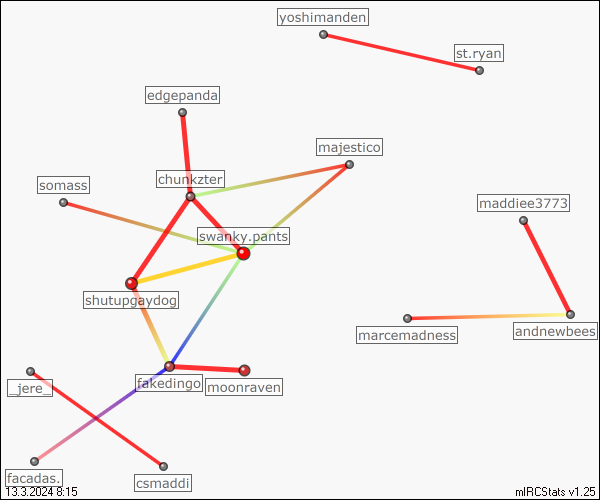 yoshimanden
st.ryan
edgepanda
majestico
chunkzter
somass
maddiee3773
swanky.pants
shutupgaydog
marcemadness
andnewbees
fakedingo
moonraven
_jere_
facadas.
csmaddi
13.3.2024 8:15
mIRCStats v1.25